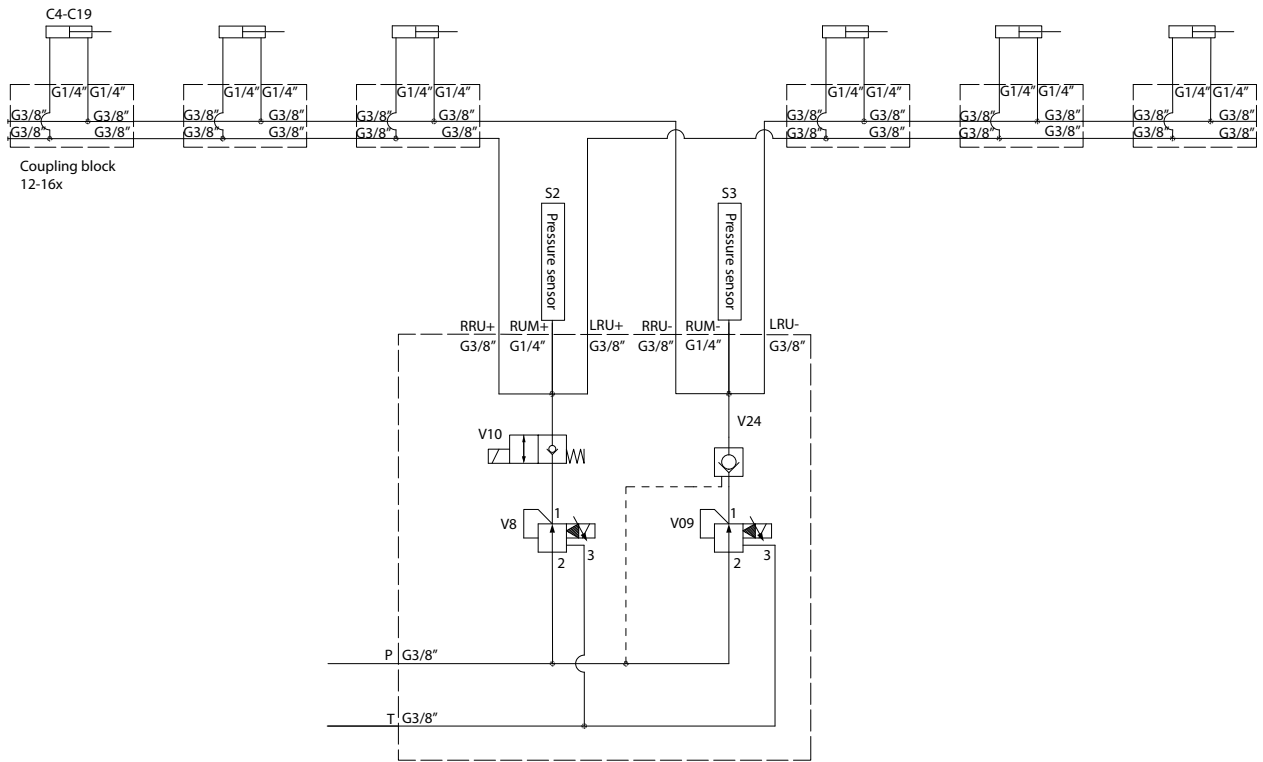 C4-C19
G1/4” G1/4”
G1/4” G1/4”
G1/4” G1/4”
G1/4” G1/4”
G1/4” G1/4”
G1/4” G1/4”
G3/8” G3/8”
G3/8” G3/8”
G3/8” G3/8”
G3/8” G3/8”
G3/8” G3/8”
G3/8” G3/8”
G3/8” G3/8”
G3/8” G3/8”
G3/8” G3/8”
G3/8” G3/8”
G3/8” G3/8”
G3/8” G3/8”
Coupling block
12-16x
S2
Pressure sensor
S3
Pressure sensor
RRU+ RUM+ LRU+ RRU- RUM- LRU-
G3/8” G1/4” G3/8” G3/8” G1/4” G3/8”
V10
V24
V8
1
2
3
V09
1
2
3
P G3/8”
T G3/8”